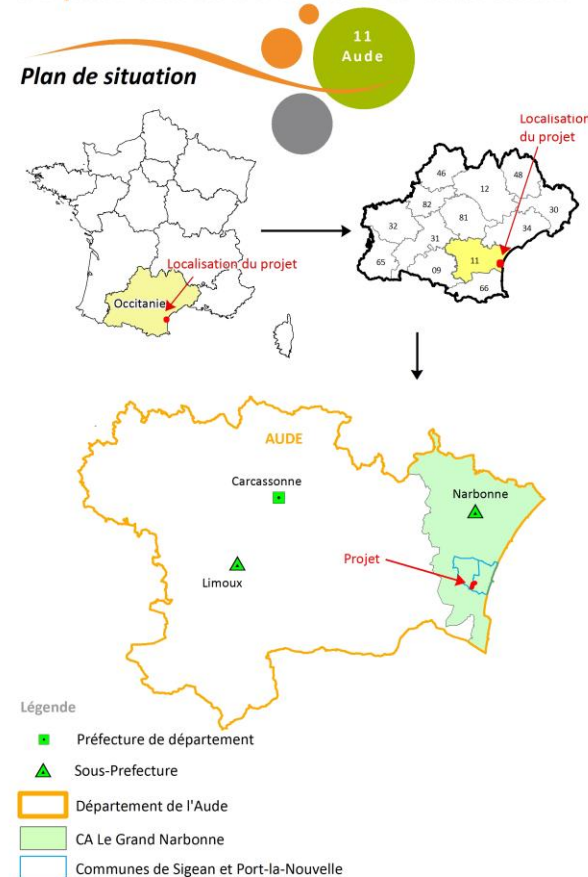 11
Aude
Plan de situation
Localisation
du projet
Localisation du projet
Occitanie
46
48
12
82
30
32
81
34
31
11
65
09
66
AUDE
Carcassonne
Narbonne
Limoux
Projet
Légende
Préfecture de département
Sous-Prefecture
Département de l'Aude
CA Le Grand Narbonne
Communes de Sigean et Port-la-Nouvelle